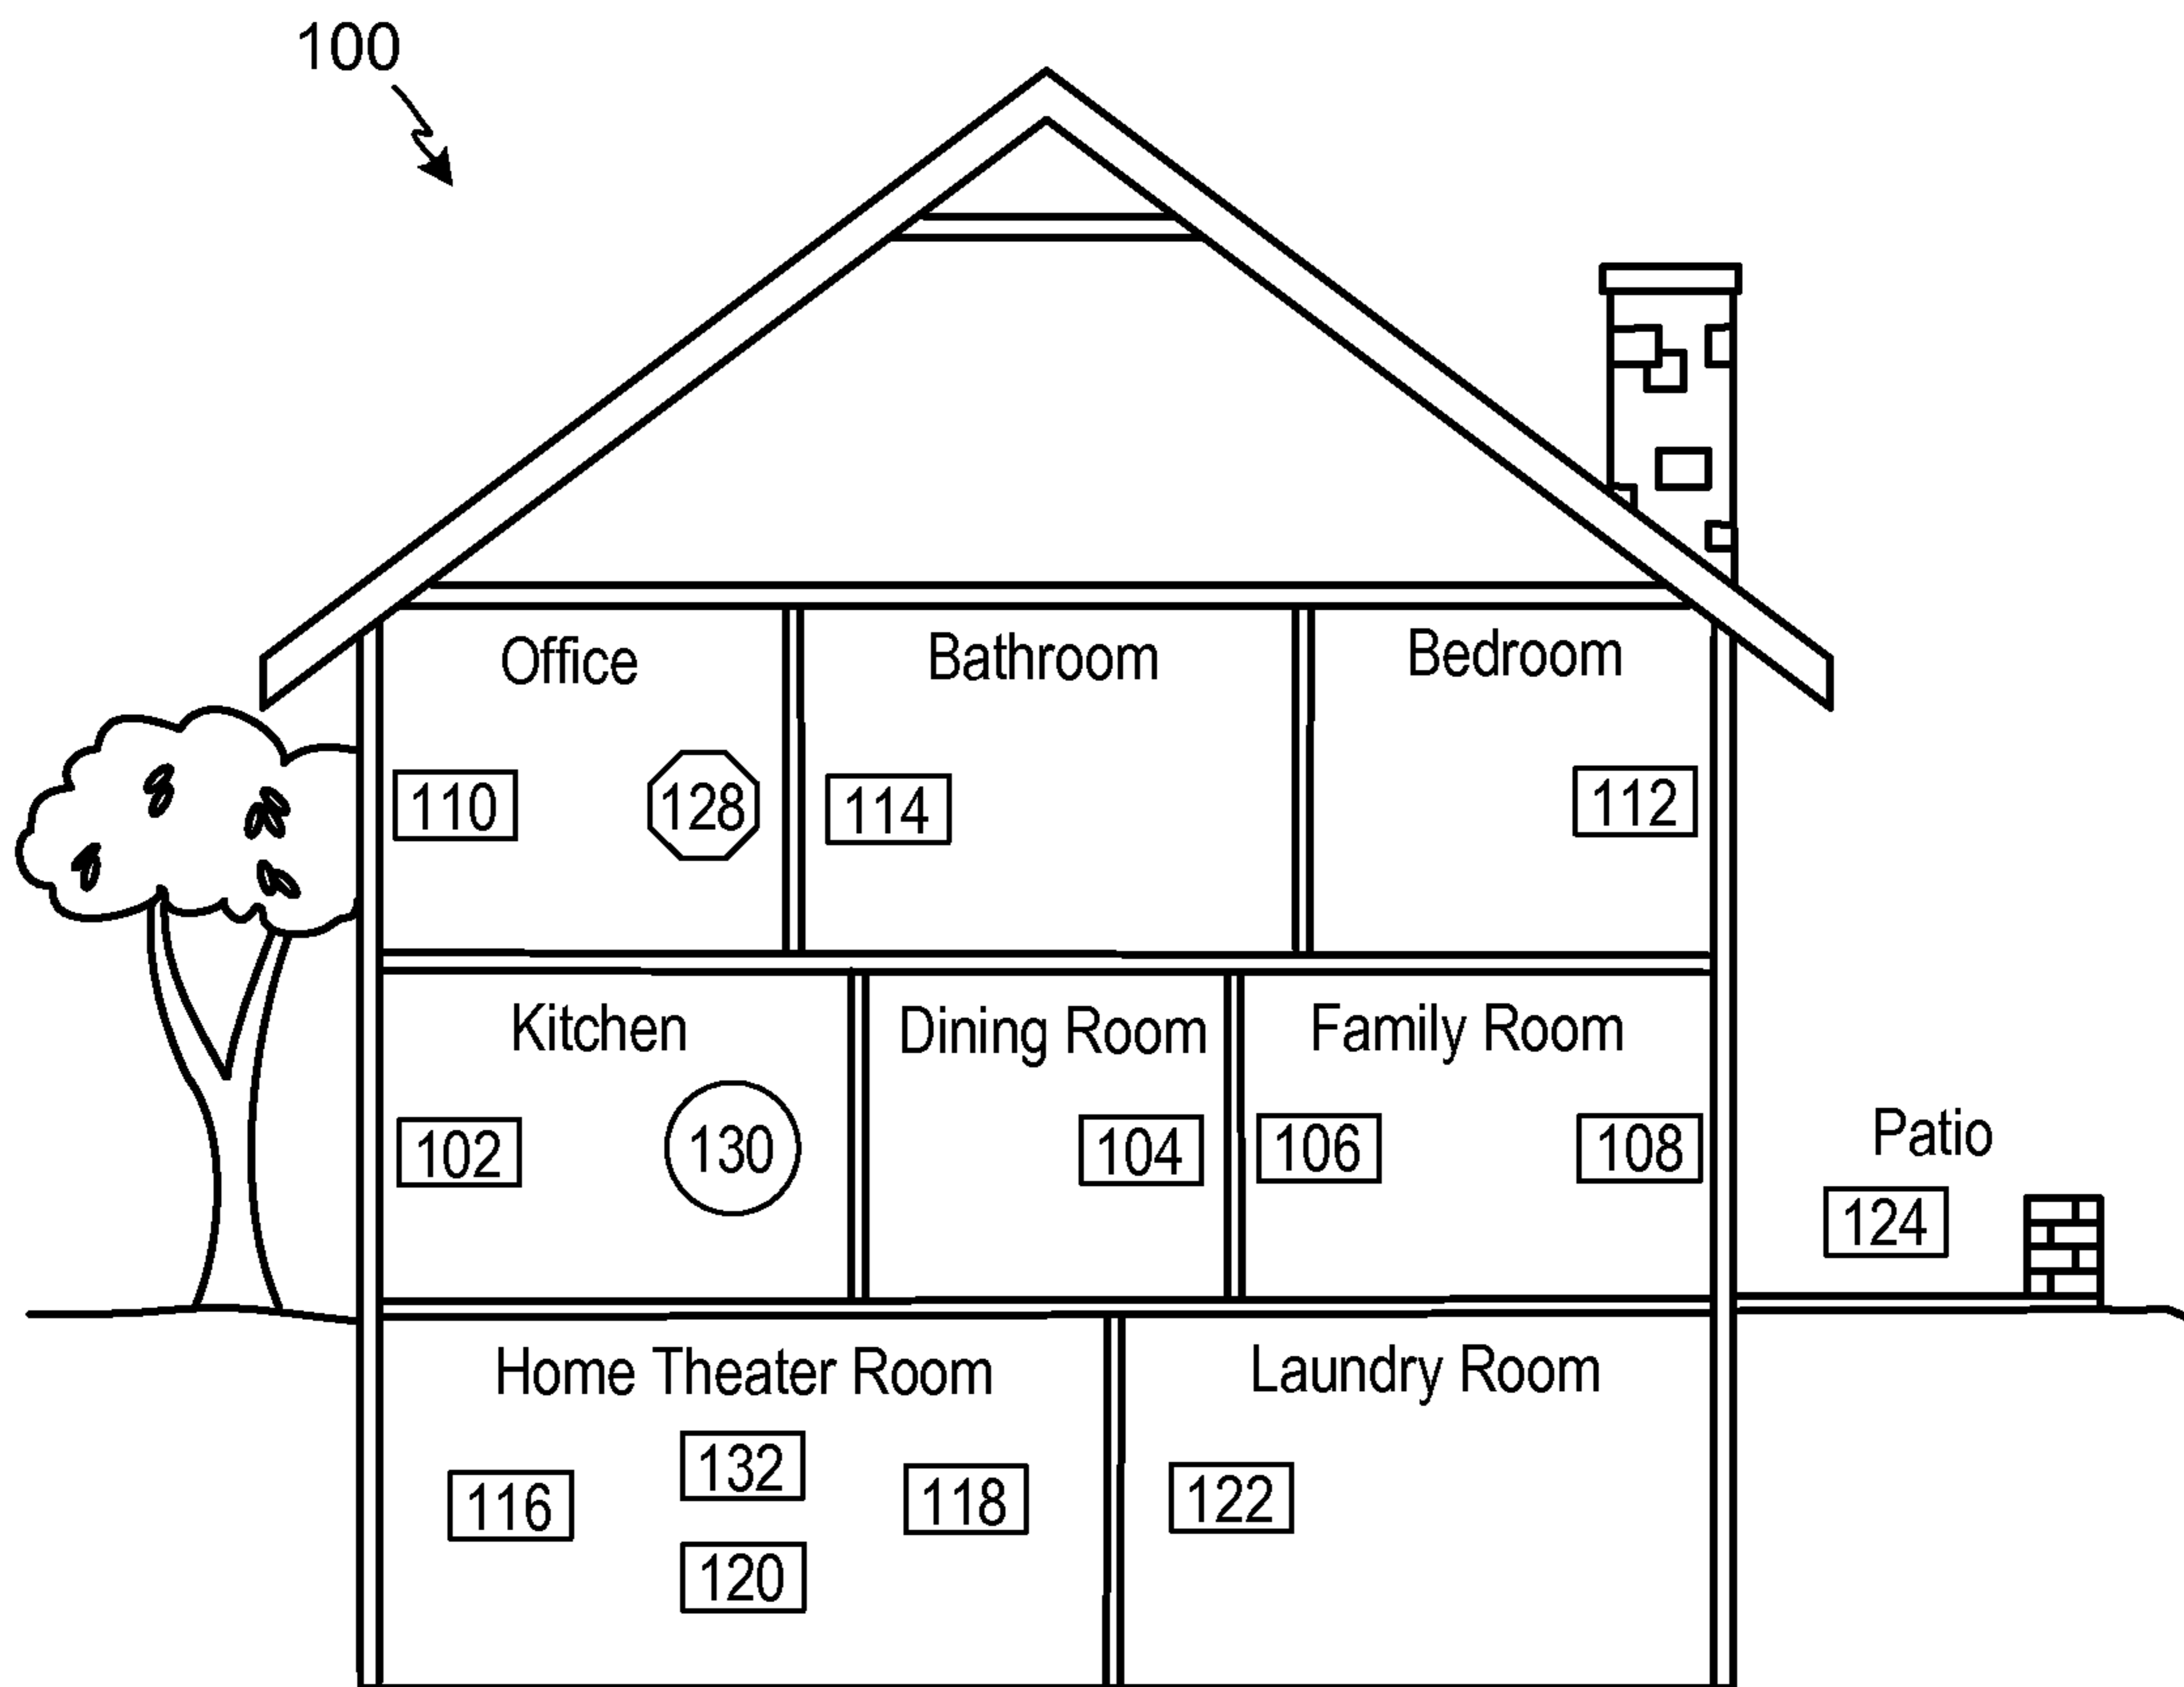 100
Office
Bathroom
Bedroom
110
128
114
112
Kitchen
Dining Room
Family Room
102
130
104
106
108
Patio
124
Home Theater Room
Laundry Room
132
116
118
122
120